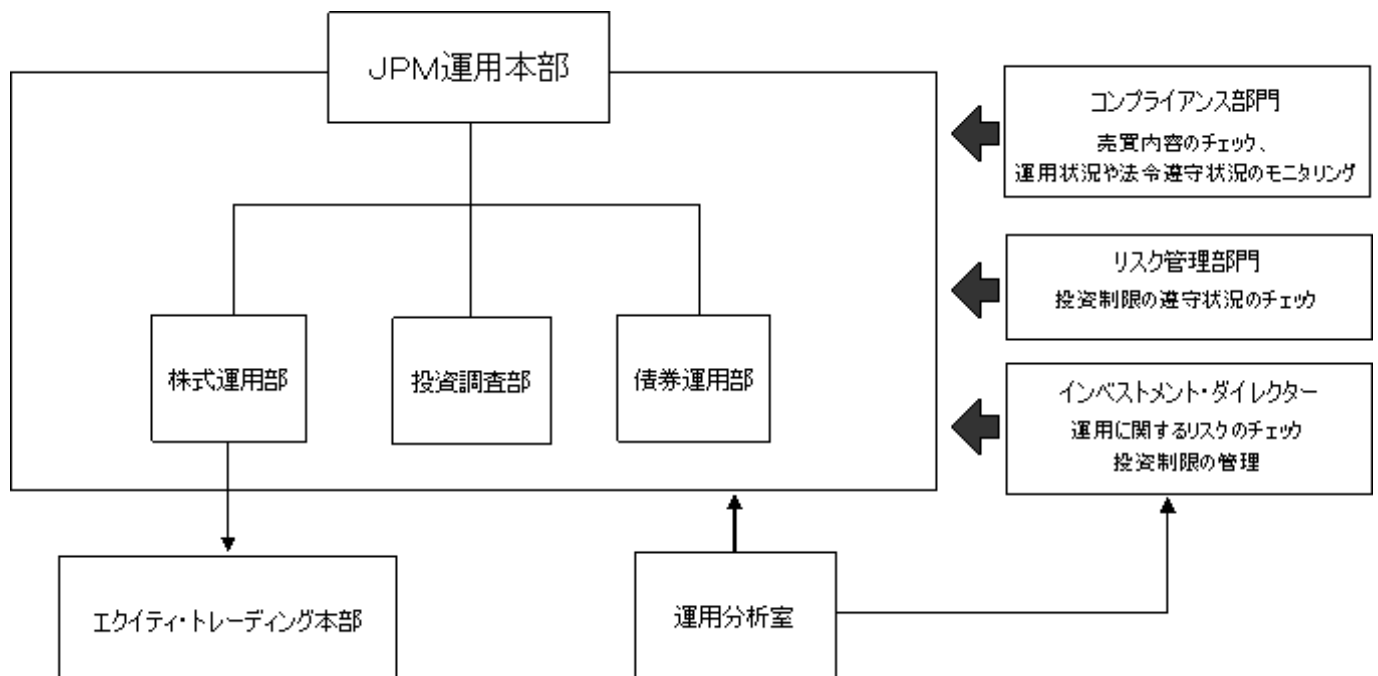 JPM運用本部
コンプライアンス部門
売買内容のチェック、
運用状況や法令遵守状況のモニタリング
リスク管理部門
投資制限の遵守状況のチェック
株式運用部
投資調査部
債券運用部
インベストメント・ダイレクター
運用に関するリスクのチェック
投資制限の管理
エクイティ・トレーディング本部
運用分析室